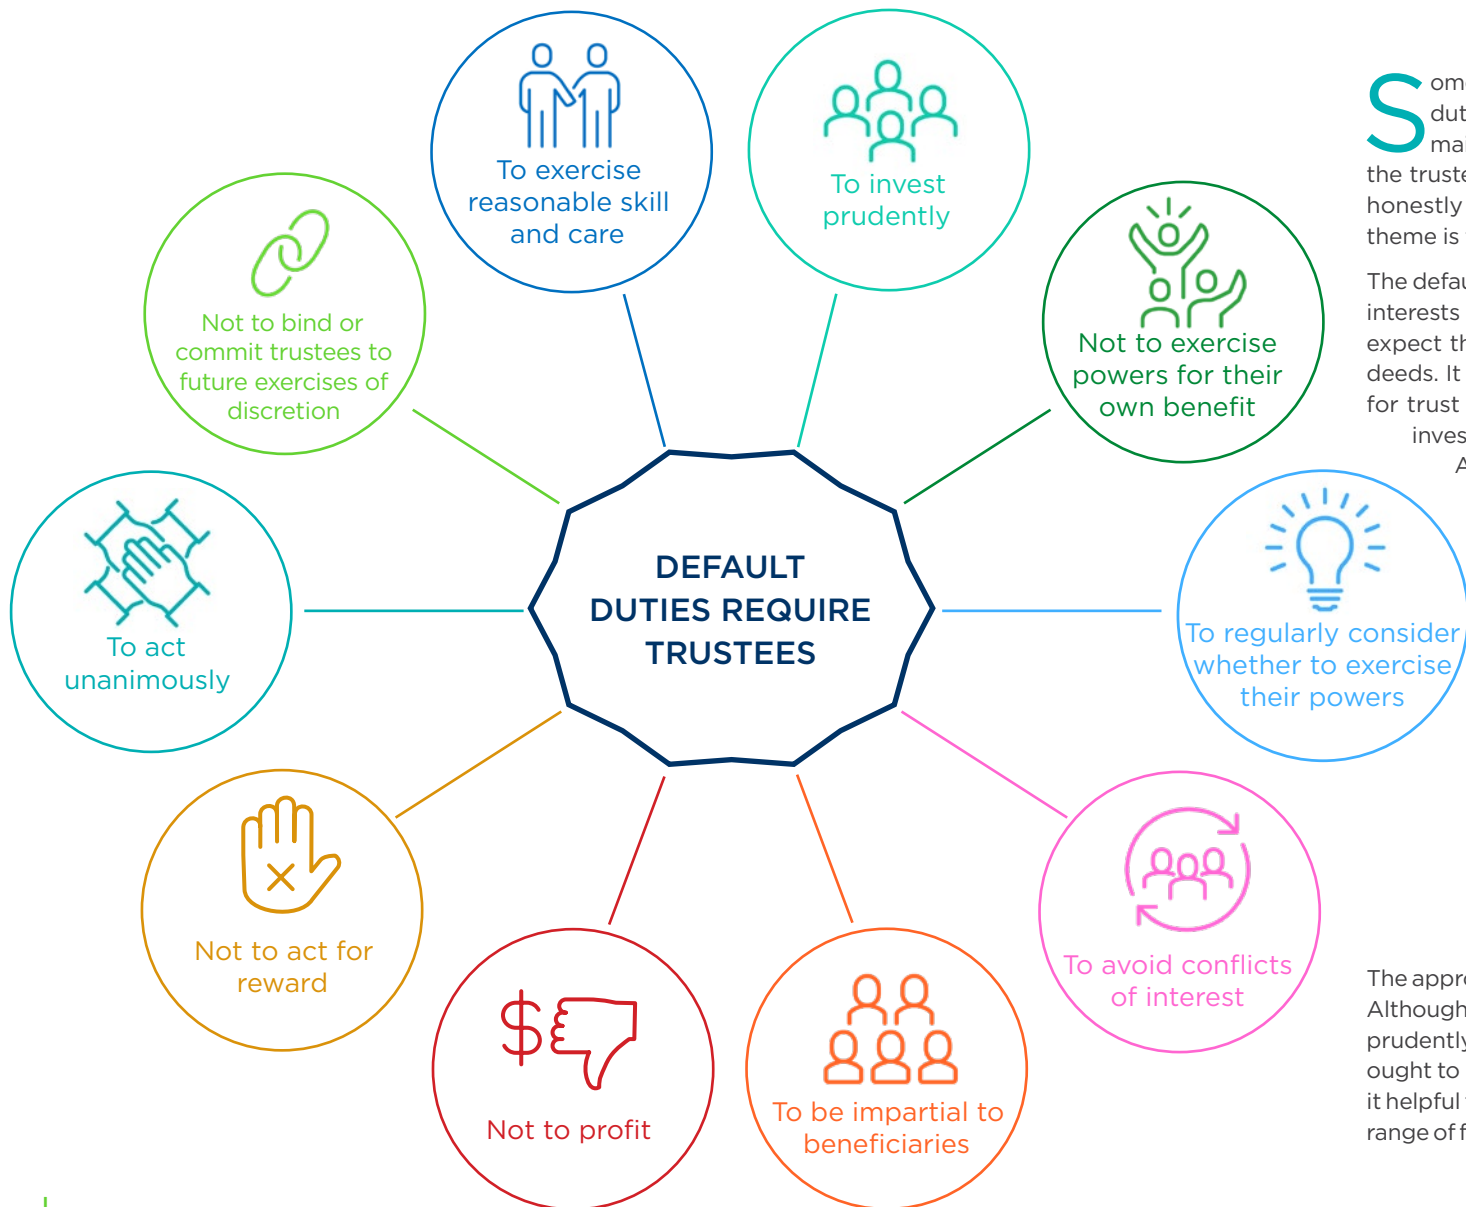 To exercise
reasonable skill
and care
To invest
prudently
Not to exercise
powers for their
own benefit
To regularly consider
whether to exercise
their powers
To avoid conflicts
of interest
To be impartial to
beneficiaries
Not to profit
Not to act for
reward
To act
unanimously
Not to bind or
commit trustees to
future exercises of
discretion
DEFAULT
DUTIES REQUIRE
TRUSTEES
$
the truste
honestly
theme is
The defau
interests
expect th
deeds. It
for trust
inves
A
The appre
Although
prudently
ought to
it helpful
range of f